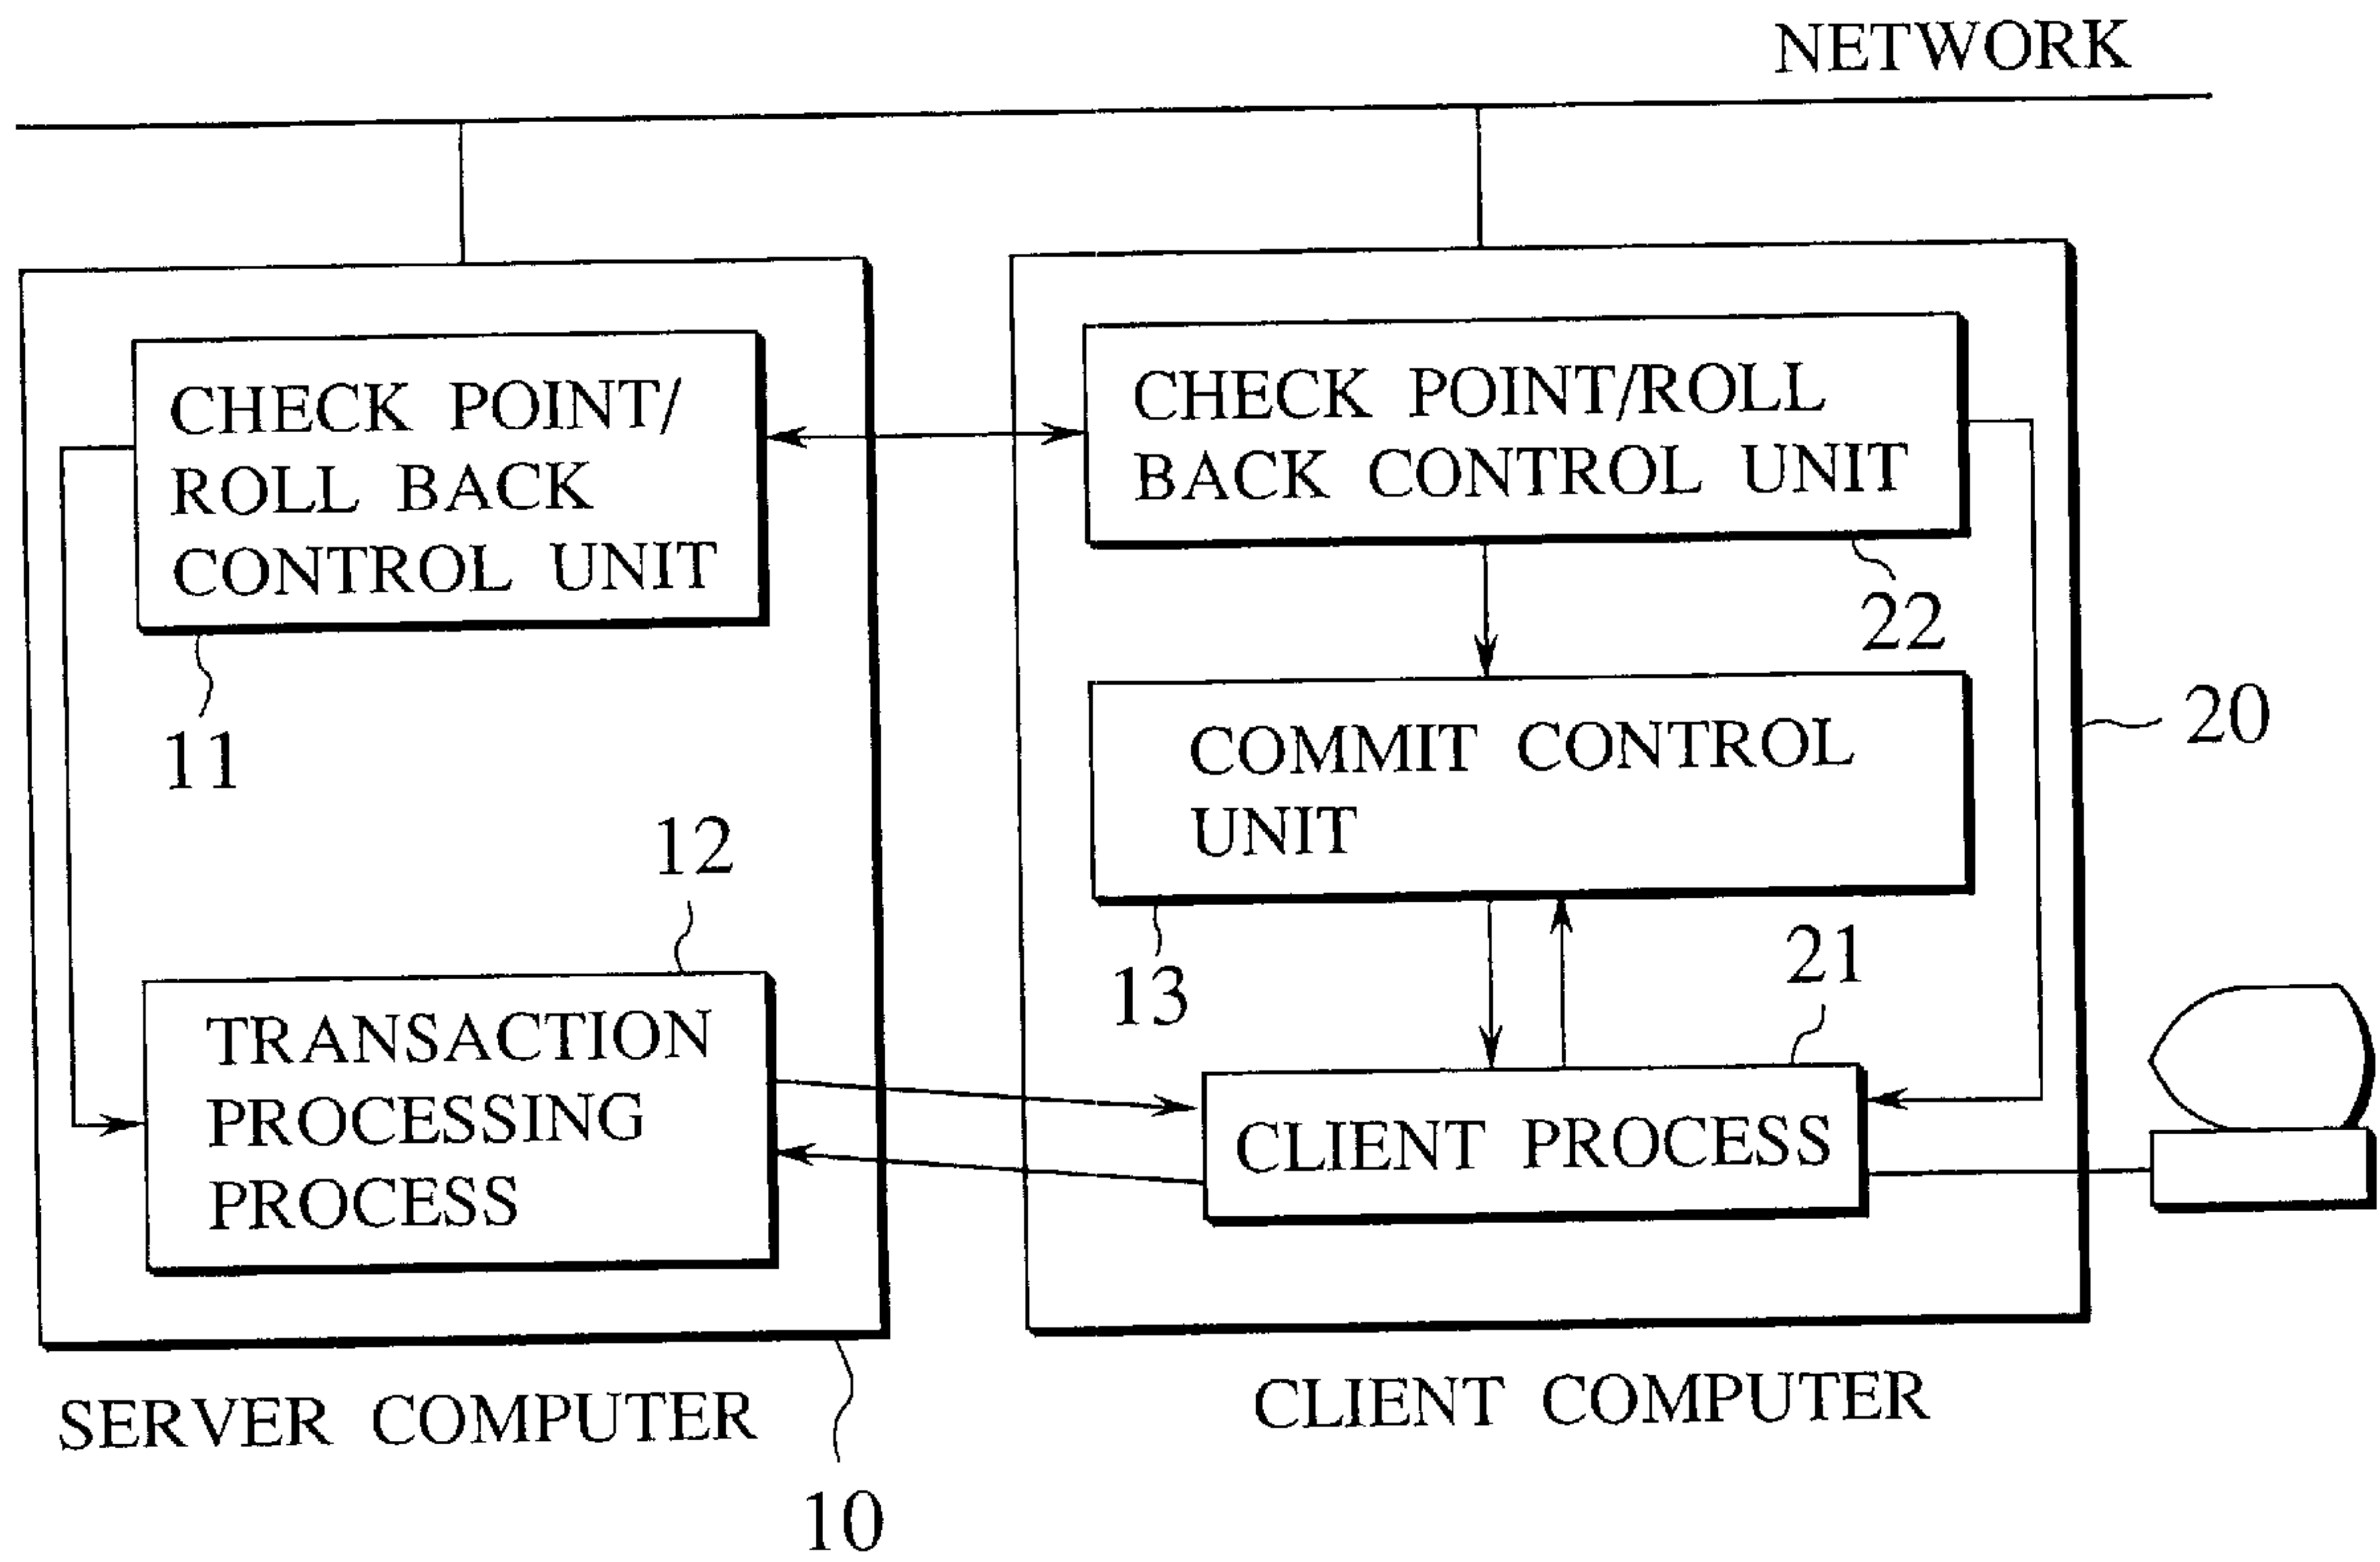 NETWORK
CHECK POINT/
ROLL BACK
CONTROL UNIT
11
12
TRANSACTION
PROCESSING
PROCESS
SERVER COMPUTER
10
CHECK POINT/ROLL
BACK CONTROL UNIT
22
COMMIT CONTROL
UNIT
13
21
20
CLIENT PROCESS
CLIENT COMPUTER